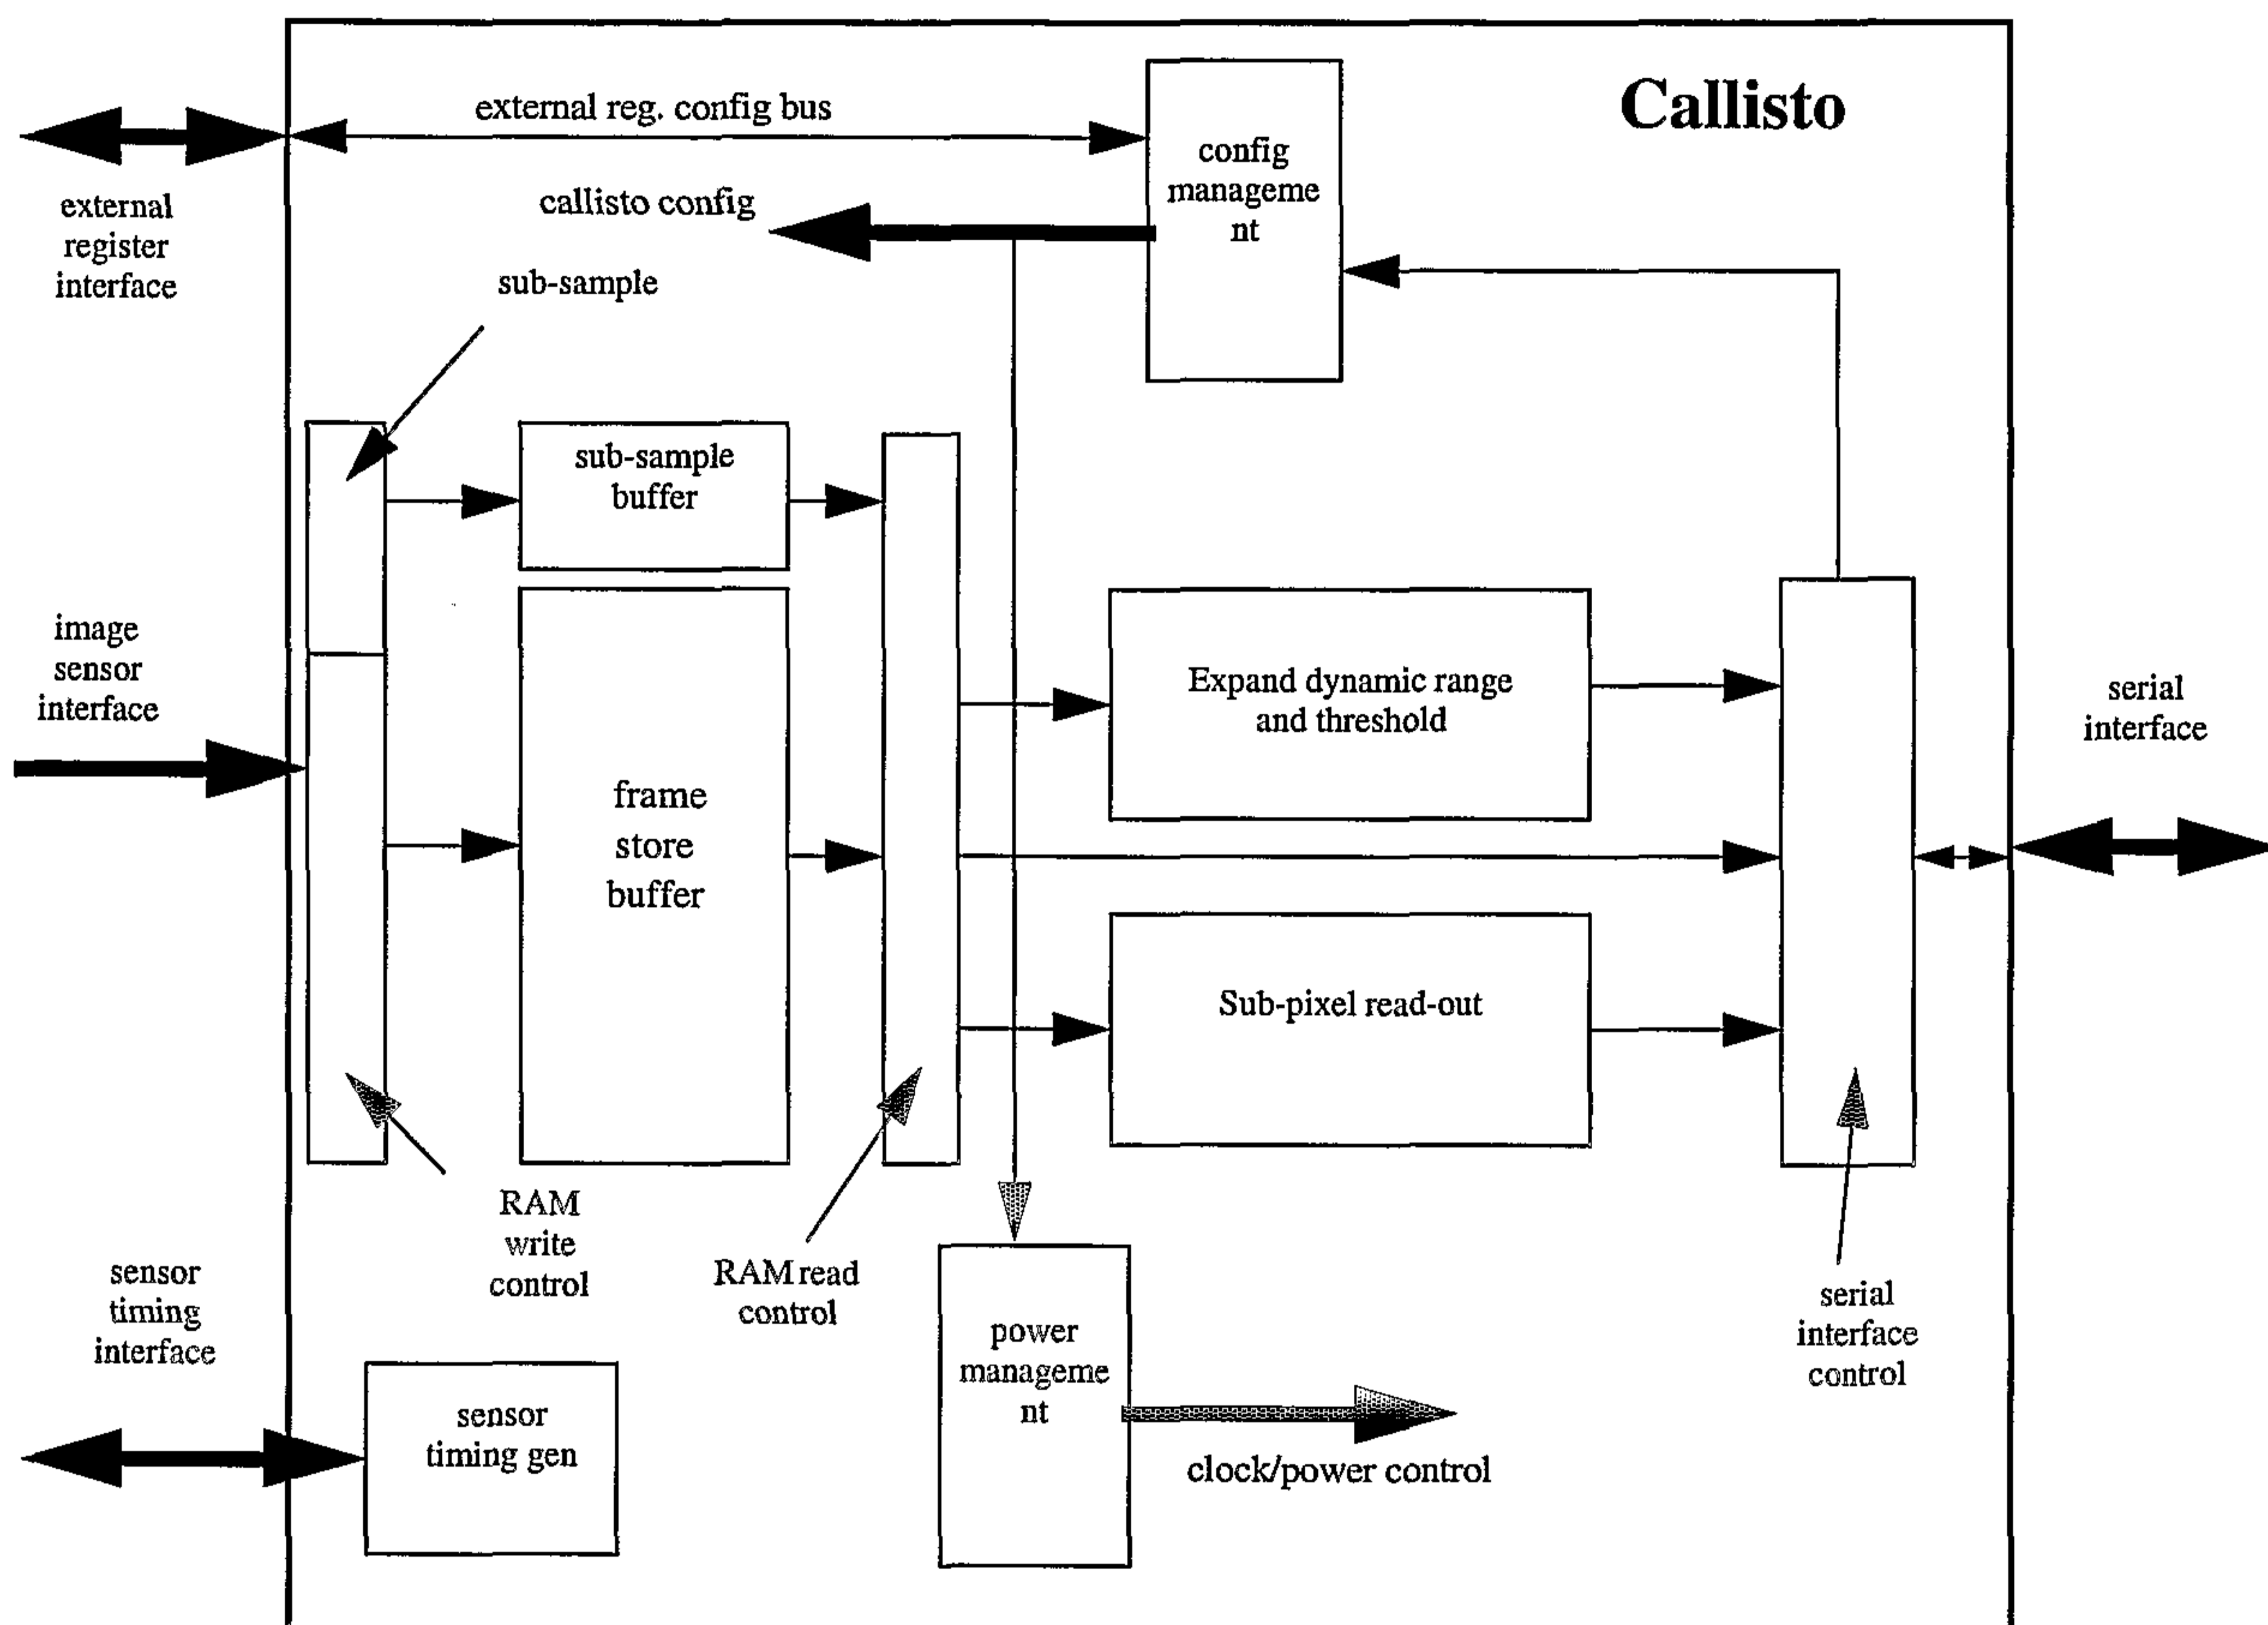 Callisto
external reg. config bus
config
manageme
nt
external
register
interface
callisto config
sub-sample
sub-sample
buffer
image
sensor
interface
frame
store
buffer
Expand dynamic range
and threshold
serial
interface
Sub-pixel read-out
RAM
write
control
RAM read
control
serial
interface
control
sensor
timing
interface
sensor
timing gen
power
manageme
nt
clock/power control